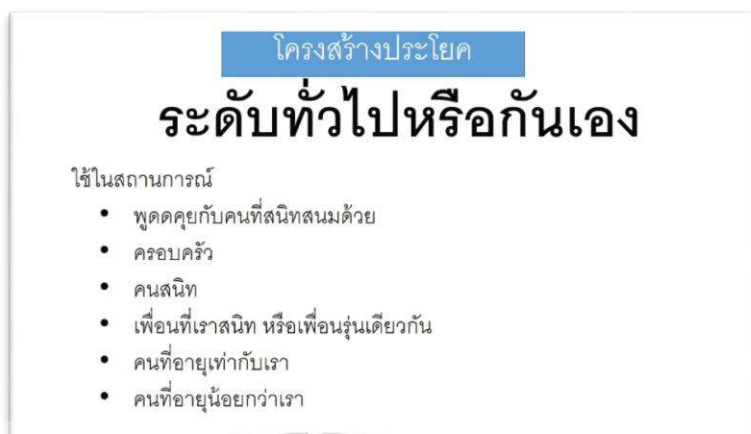 โครงสร้างประโยค
ระดับทั่วไปหรือกันเอง
ใช้ในสถานการณ์
• พูดดคุยกับคนที่สนิทสนมด้วย
• ครอบครัว
• คนสนิท
• เพื่อนที่เราสนิท หรือเพื่อนรุ่นเดียวกัน
• คนที่อายุเท่ากับเรา
• คนที่อายุน้อยกว่าเรา